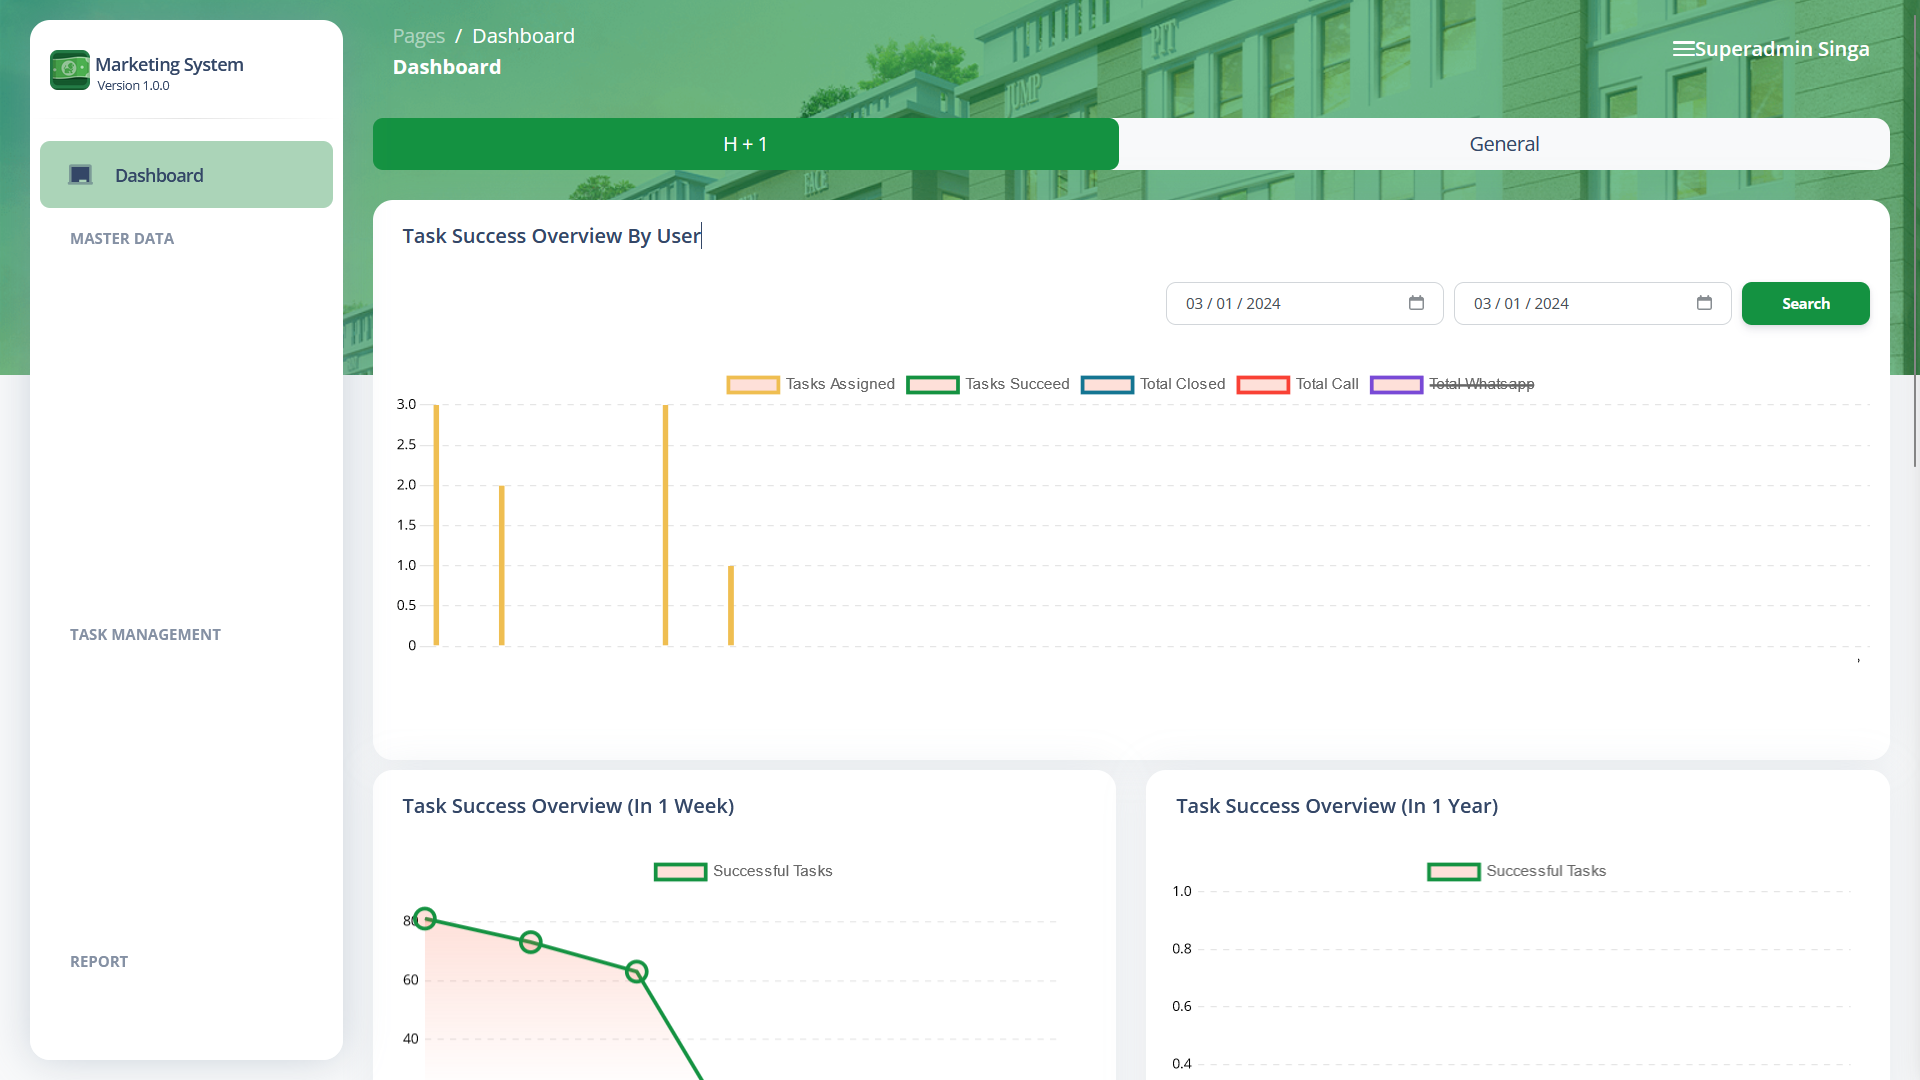 Marketing System
Version 1.0.0
Dashboard
MASTER DATA
TASK MANAGEMENT
REPORT
Pages / Dashboard
Dashboard
Superadmin Singa
JUMP
FACE
H + 1
General
Task Success Overview By User
03 / 01 / 2024
03 / 01 / 2024
Search
Tasks Assigned
Tasks Succeed
Total Closed
Total Call
Total Whatsapp
3.0
2.5
2.0
1.5
1.0
0.5
0
Task Success Overview (In 1 Week)
Successful Tasks
80
60
40
Task Success Overview (In 1 Year)
Successful Tasks
1.0
0.8
0.6
0.4